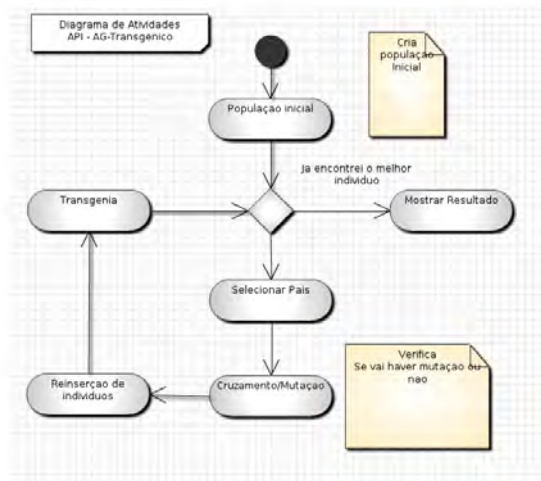 Diagrama de Atividades
API - AG-Transgenico
Cria
população
Inicial
População inicial
Ja encontrei o melhor
individuo
Transgenia
Mostrar Resultado
Selecionar Pais
Verifica
Se vai haver mutaçao ou
nao
Reinserçao de
individuos
Cruzamento/Mutaçao